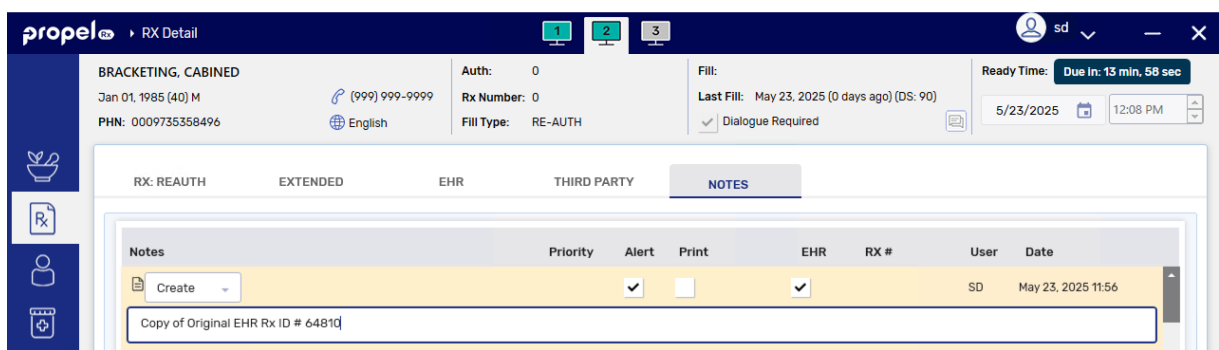 propel Rx › RX Detail 1 2 3 sd
BRACKETING, CABINED Auth: 0 Fill: Ready Time: Due in: 13 min, 58 sec
Jan 01, 1985 (40) M (999) 999-9999 Rx Number: 0 Last Fill: May 23, 2025 (0 days ago) (DS: 90) 5/23/2025 12:08 PM
PHN: 0009735358496 English Fill Type: RE-AUTH Dialogue Required
RX: REAUTH EXTENDED EHR THIRD PARTY NOTES
Rx
Notes Priority Alert Print EHR RX # User Date
Create SD May 23, 2025 11:56
Copy of Original EHR Rx ID # 64810